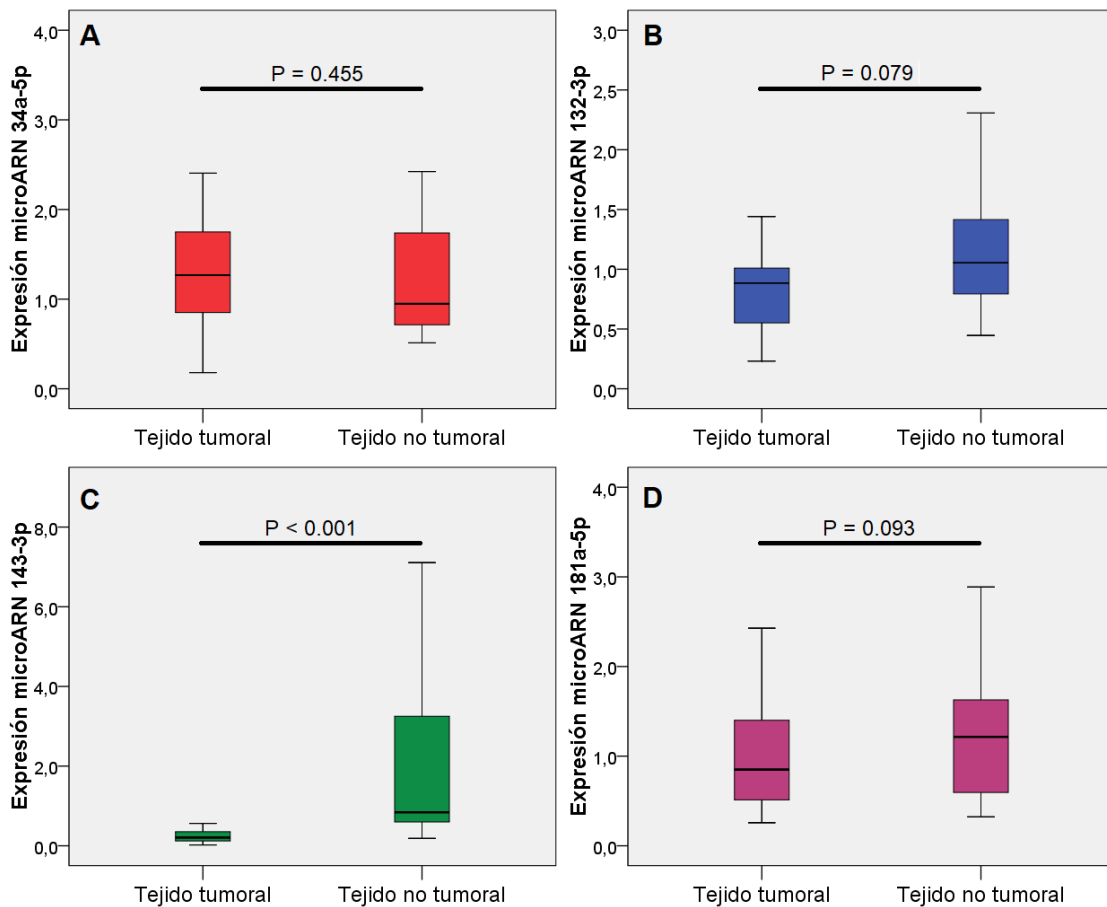 A
P = 0.455
Expresión microARN 34a-5p
4,0
3,0
2,0
1,0
0,0
Tejido tumoral
Tejido no tumoral
B
P = 0.079
Expresión microARN 132-3p
3,0
2,5
2,0
1,5
1,0
0,5
0,0
Tejido tumoral
Tejido no tumoral
C
P < 0.001
Expresión microARN 143-3p
8,0
6,0
4,0
2,0
0,0
Tejido tumoral
Tejido no tumoral
D
P = 0.093
Expresión microARN 181a-5p
4,0
3,0
2,0
1,0
0,0
Tejido tumoral
Tejido no tumoral